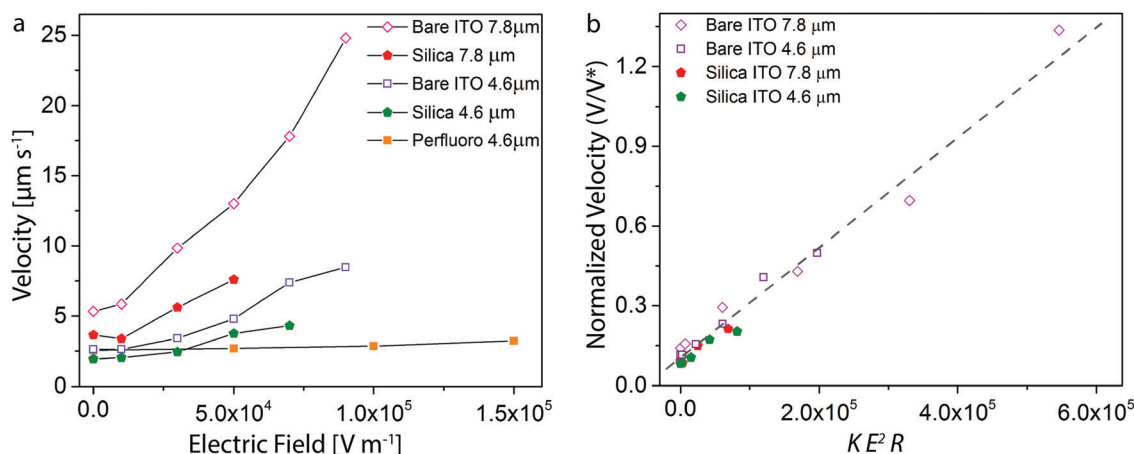 a
Velocity [µm s⁻¹]
25
20
15
10
5
0
Bare ITO 7.8µm
Silica 7.8 µm
Bare ITO 4.6µm
Silica 4.6 µm
Perfluoro 4.6µm
0.0
5.0x10⁴
1.0x10⁵
1.5x10⁵
Electric Field [V m⁻¹]
b
Normalized Velocity (V/V*)
1.2
0.9
0.6
0.3
0.0
Bare ITO 7.8 µm
Bare ITO 4.6 µm
Silica ITO 7.8 µm
Silica ITO 4.6 µm
0.0
2.0x10⁵
4.0x10⁵
6.0x10⁵
K E² R